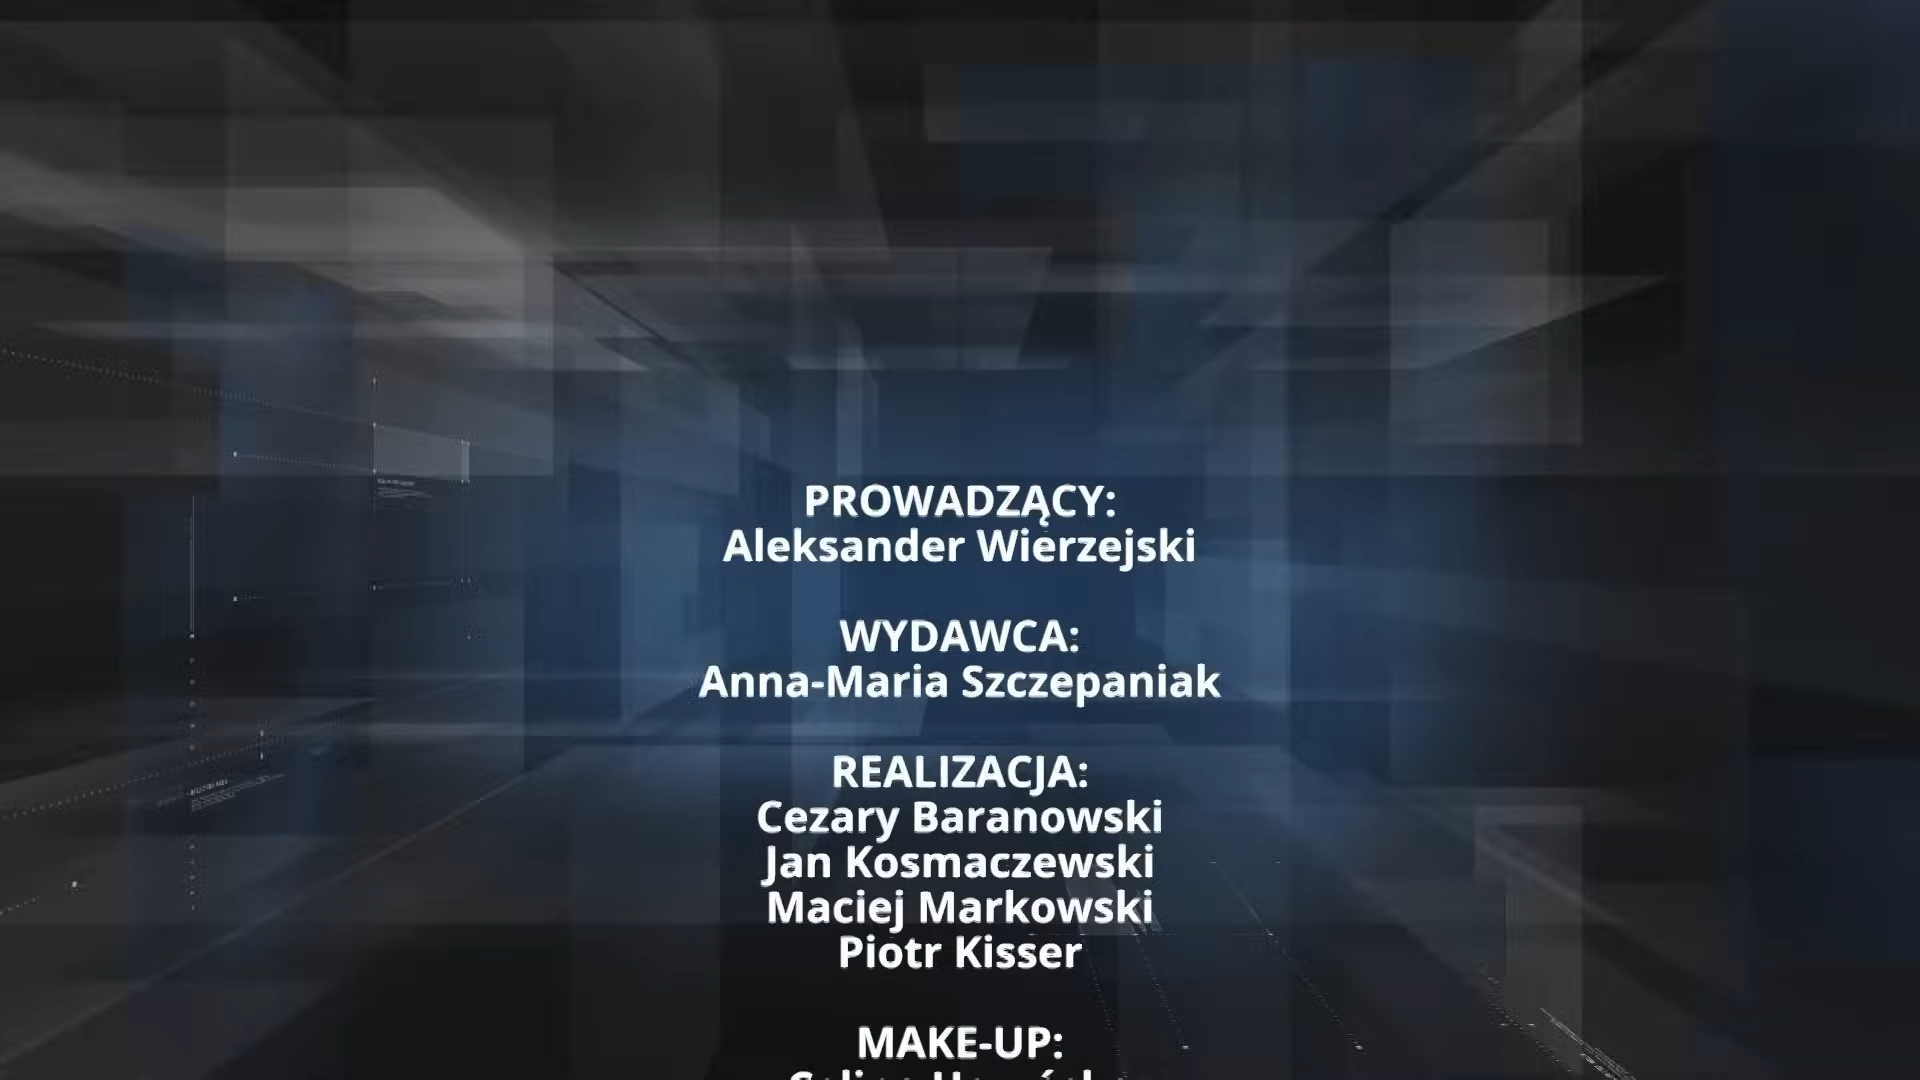 PROWADZĄCY:
Aleksander Wierzejski
WYDAWCA:
Anna-Maria Szczepaniak
REALIZACJA:
Cezary Baranowski
Jan Kosmaczewski
Maciej Markowski
Piotr Kisser
MAKE-UP: